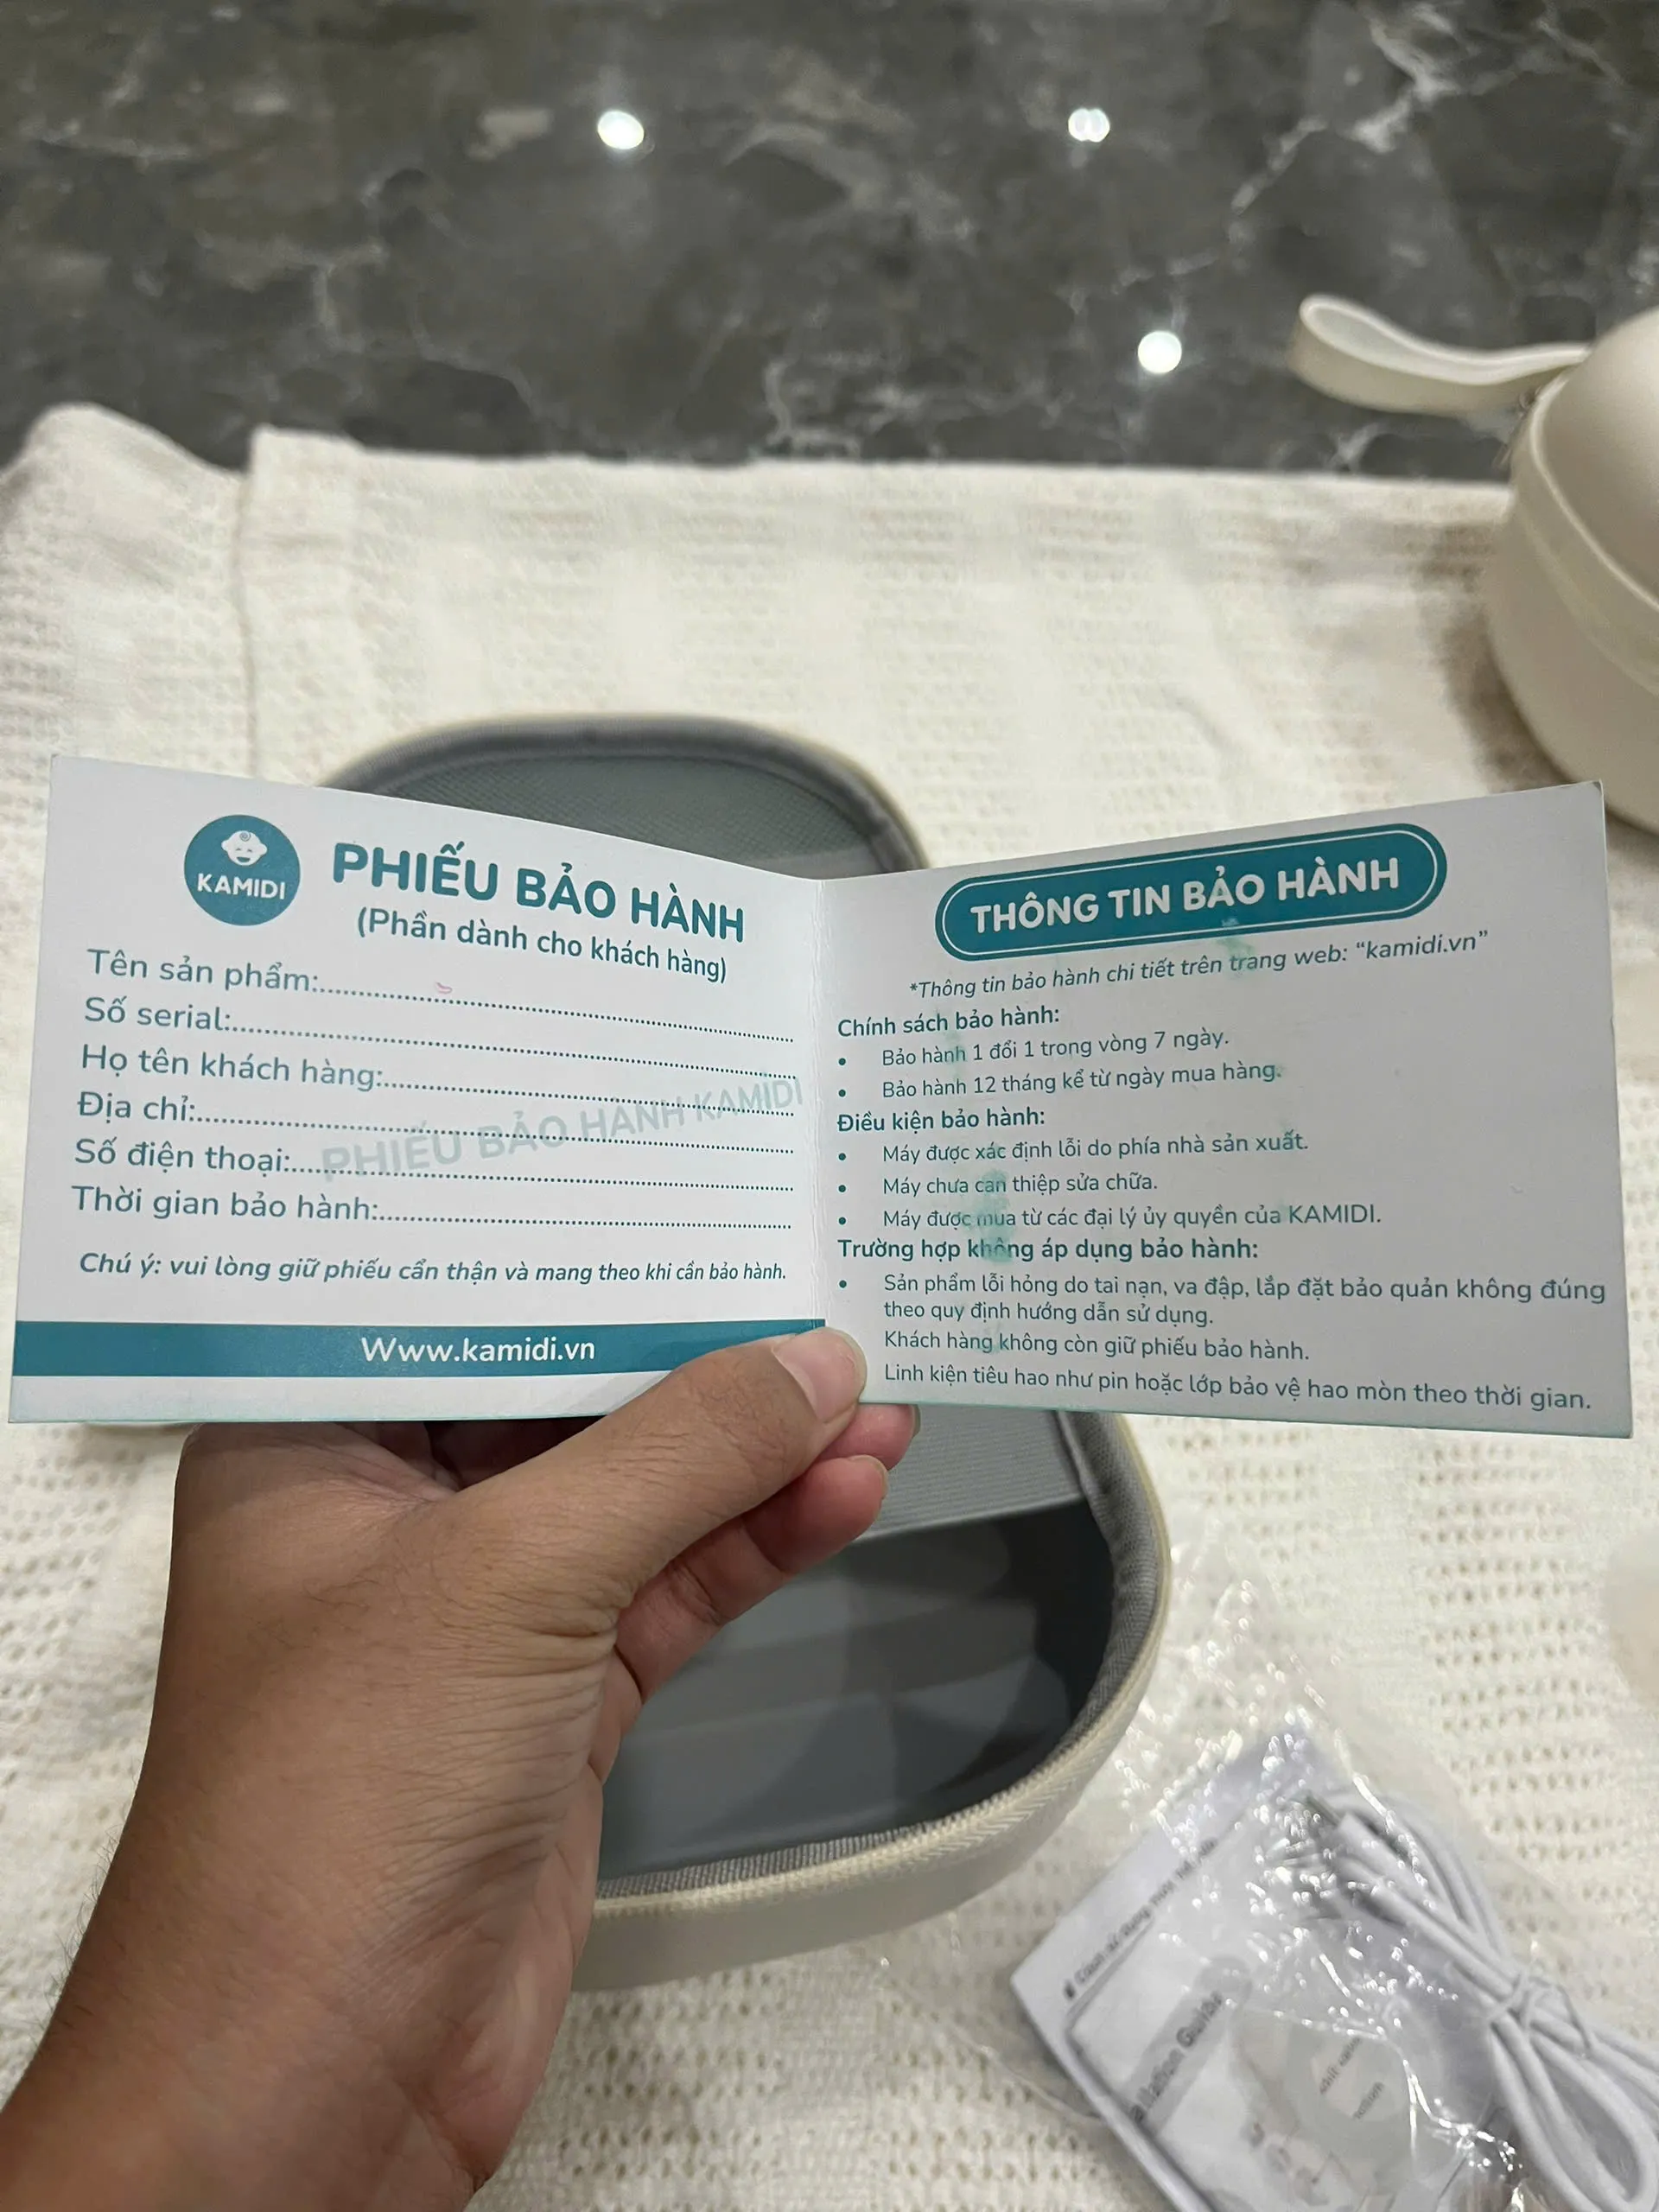 KAMIDI
PHIẾU BẢO HÀNH
(Phần dành cho khách hàng)
Tên sản phẩm:
Số serial:
Họ tên khách hàng:
Địa chỉ:
Số điện thoại:
Thời gian bảo hành:
PHIẾU BẢO HÀNH KAMIDI
Chú ý: vui lòng giữ phiếu cẩn thận và mang theo khi cần bảo hành.
Www.kamidi.vn
THÔNG TIN BẢO HÀNH
*Thông tin bảo hành chi tiết trên trang web: “kamidi.vn”
Chính sách bảo hành:
• Bảo hành 1 đổi 1 trong vòng 7 ngày.
• Bảo hành 12 tháng kể từ ngày mua hàng.
Điều kiện bảo hành:
• Máy được xác định lỗi do phía nhà sản xuất.
• Máy chưa can thiệp sửa chữa.
• Máy được mua từ các đại lý ủy quyền của KAMIDI.
Trường hợp không áp dụng bảo hành:
• Sản phẩm lỗi hỏng do tai nạn, va đập, lắp đặt bảo quản không đúng
theo quy định hướng dẫn sử dụng.
Khách hàng không còn giữ phiếu bảo hành.
Linh kiện tiêu hao như pin hoặc lớp bảo vệ hao mòn theo thời gian.
Guide